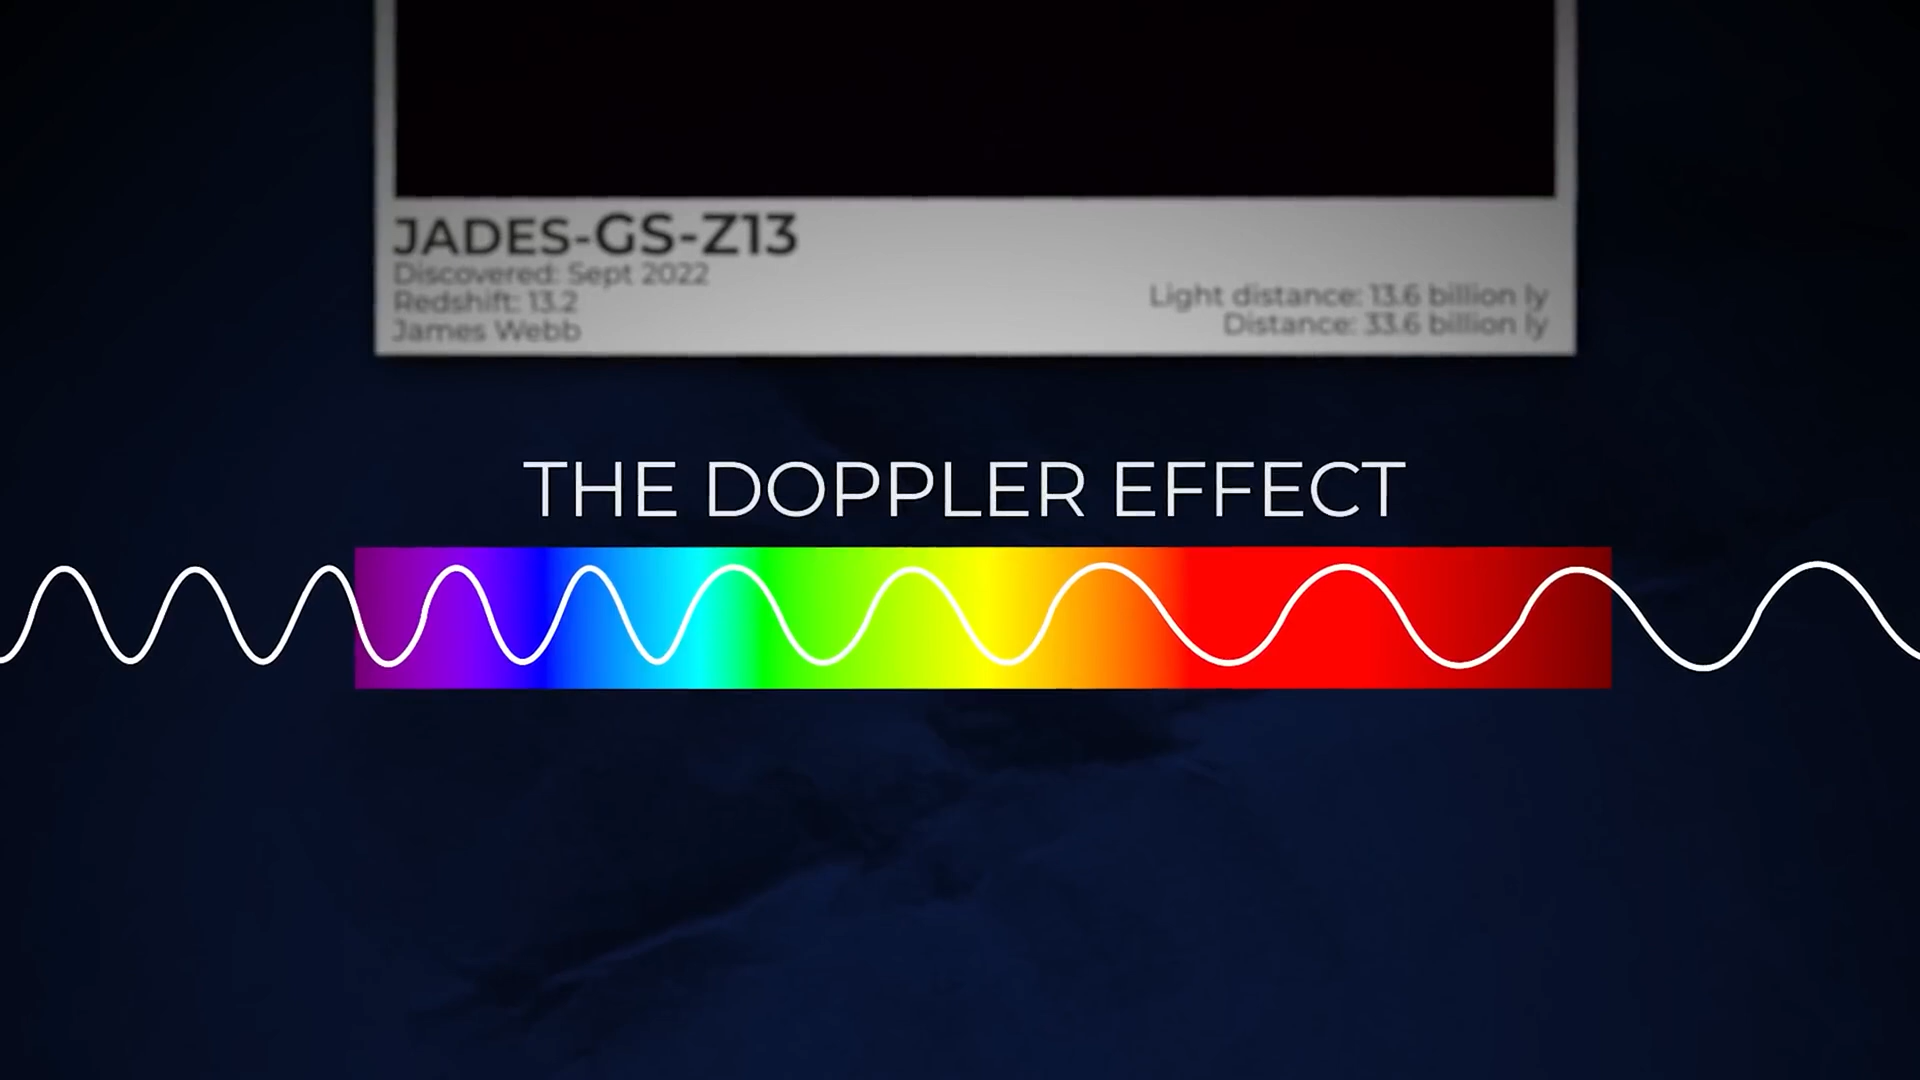 JADES-GS-Z13
Discovered: Sept 2022
Redshift: 13.2
James Webb
Light distance: 13.6 billion ly
Distance: 33.6 billion ly
THE DOPPLER EFFECT